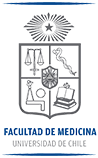 FACULTAD DE MEDICINA
UNIVERSIDAD DE CHILE